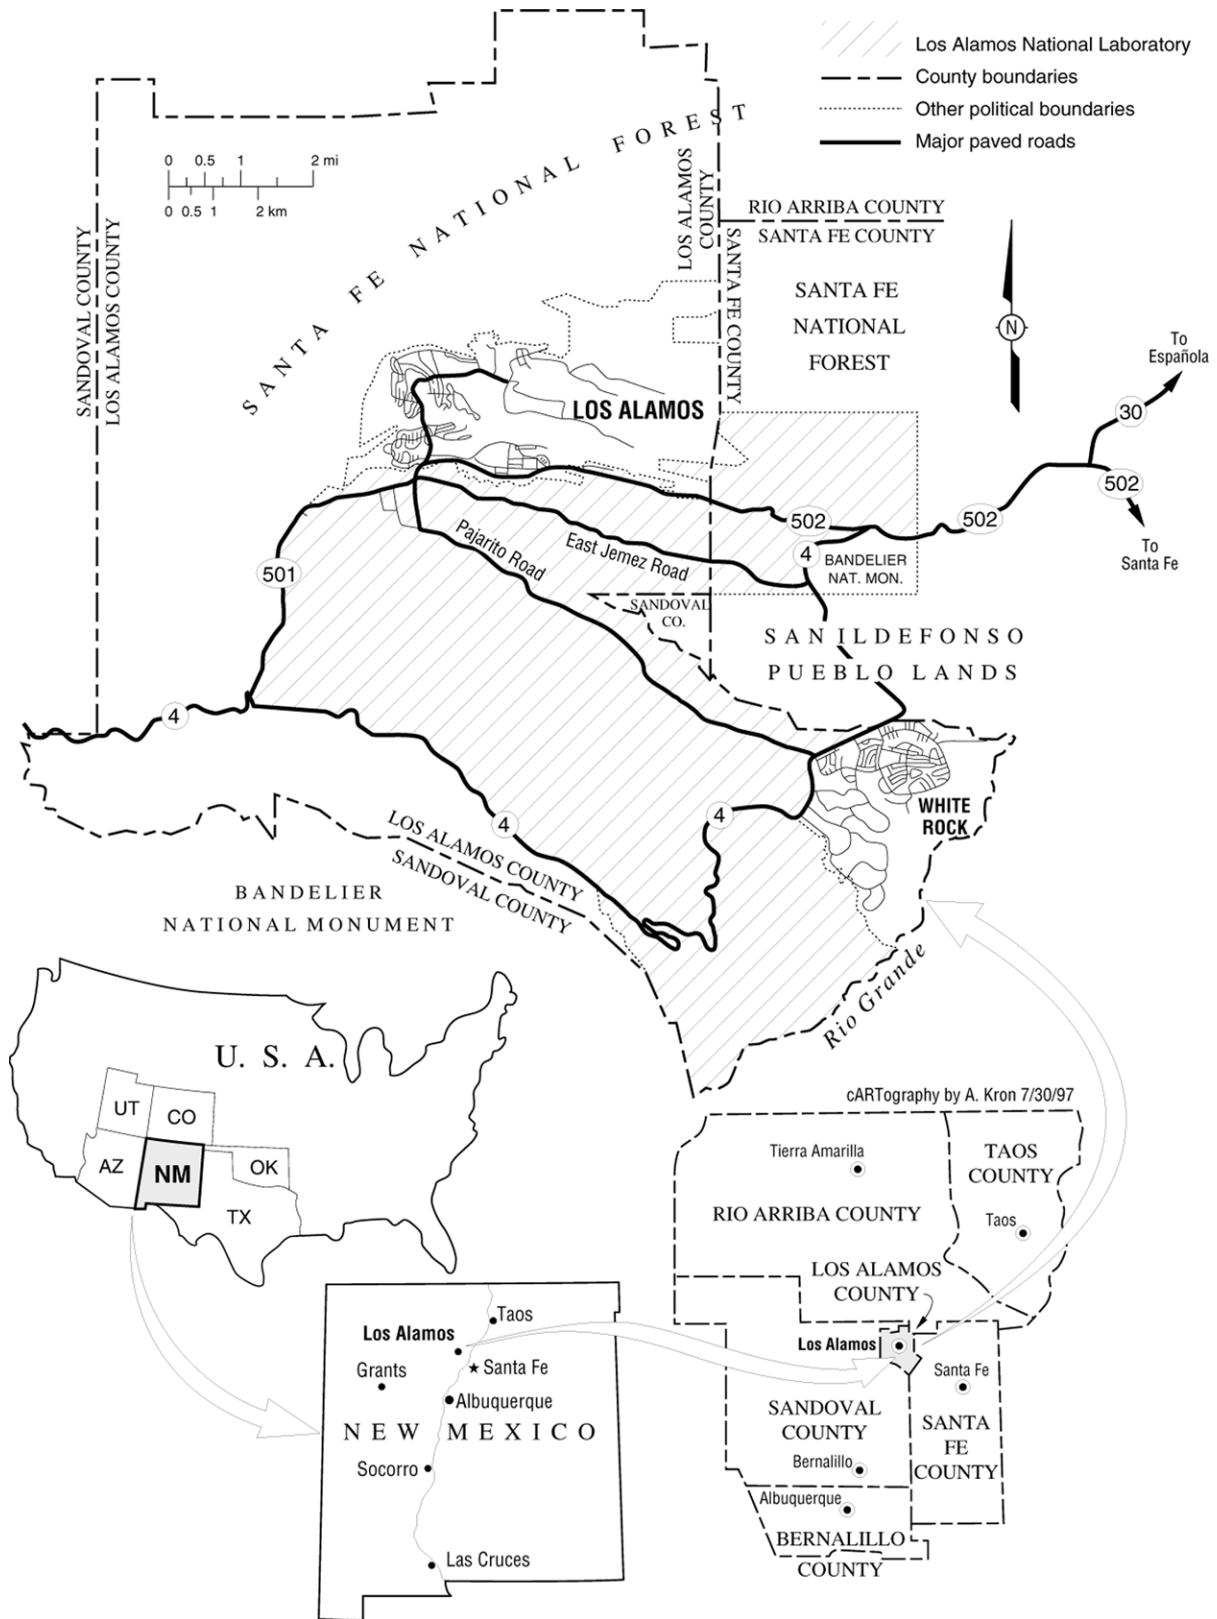 Los Alamos National Laboratory
County boundaries
Other political boundaries
Major paved roads
0 0.5 1 2 mi
0 0.5 1 2 km
SANTA FE NATIONAL FOREST
SANDOVAL COUNTY
LOS ALAMOS COUNTY
LOS ALAMOS
COUNTY
SANTA FE COUNTY
RIO ARRIBA COUNTY
SANTA FE COUNTY
SANTA FE
NATIONAL
FOREST
N
To
Española
30
502
To
Santa Fe
LOS ALAMOS
502
502
4
BANDELIER
NAT. MON.
East Jemez Road
Pajarito Road
501
SANDOVAL
CO.
SAN ILDEFONSO
PUEBLO LANDS
4
4
4
WHITE
ROCK
LOS ALAMOS COUNTY
SANDOVAL COUNTY
BANDELIER
NATIONAL MONUMENT
Rio Grande
cARTography by A. Kron 7/30/97
U. S. A.
UT
CO
AZ
NM
OK
TX
Taos
Los Alamos
Santa Fe
Grants
Albuquerque
NEW MEXICO
Socorro
Las Cruces
Tierra Amarilla
TAOS
COUNTY
RIO ARRIBA COUNTY
Taos
LOS ALAMOS
COUNTY
Los Alamos
Santa Fe
SANDOVAL
COUNTY
SANTA
FE
COUNTY
Bernalillo
Albuquerque
BERNALILLO
COUNTY